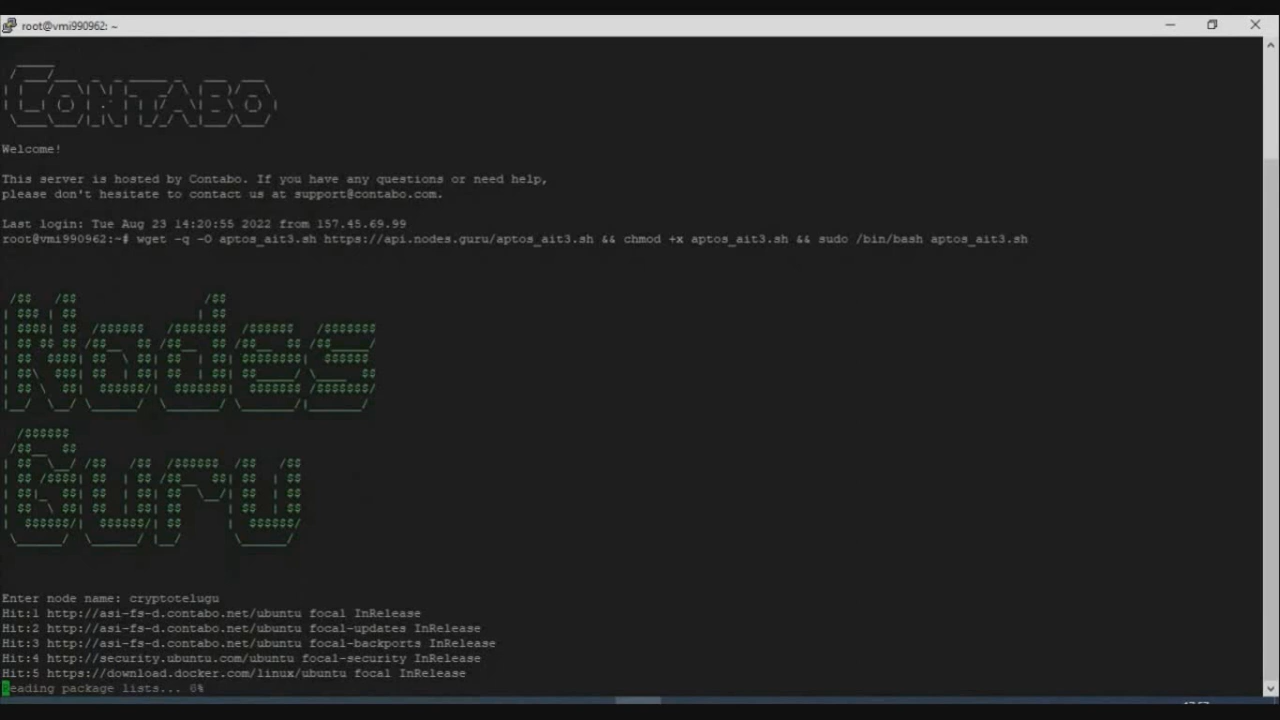 root@vmi990962: ~
CONTABO
Welcome!
This server is hosted by Contabo. If you have any questions or need help,
please don't hesitate to contact us at support@contabo.com.
Last login: Tue Aug 23 14:20:55 2022 from 157.45.69.99
root@vmi990962:~# wget -q -O aptos_ait3.sh https://api.nodes.guru/aptos_ait3.sh && chmod +x aptos_ait3.sh && sudo /bin/bash aptos_ait3.sh
Nodes
Guru
Enter node name: cryptotelugu
Hit:1 http://asi-fs-d.contabo.net/ubuntu focal InRelease
Hit:2 http://asi-fs-d.contabo.net/ubuntu focal-updates InRelease
Hit:3 http://asi-fs-d.contabo.net/ubuntu focal-backports InRelease
Hit:4 http://security.ubuntu.com/ubuntu focal-security InRelease
Hit:5 https://download.docker.com/linux/ubuntu focal InRelease
Reading package lists... 0%